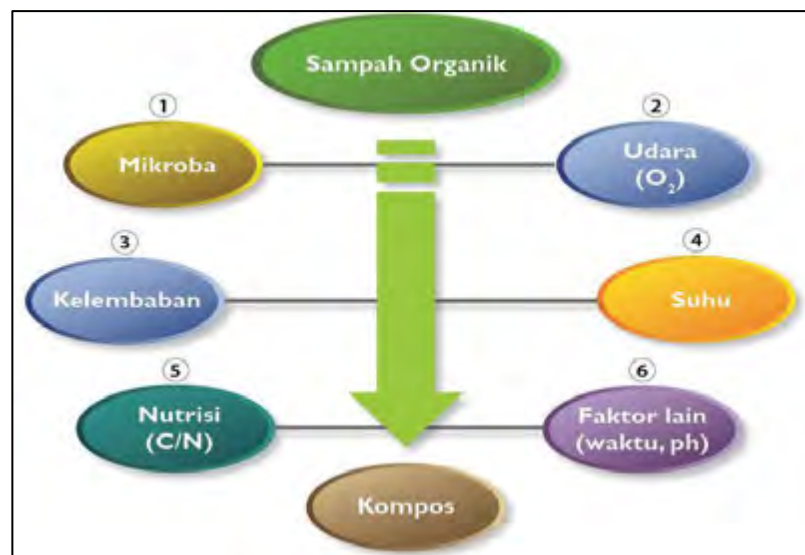 Sampah Organik
①
②
Mikroba
Udara
(O₂)
③
④
Kelembaban
Suhu
⑤
⑥
Nutrisi
(C/N)
Faktor lain
(waktu, ph)
Kompos